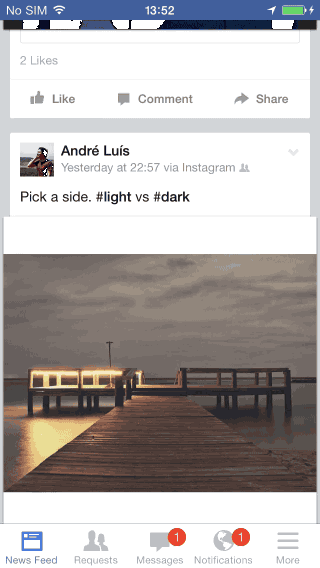 No SIM 13:52
2 Likes
Like Comment Share
André Luís
Yesterday at 22:57 via Instagram
Pick a side. #light vs #dark
1 1
News Feed Requests Messages Notifications More